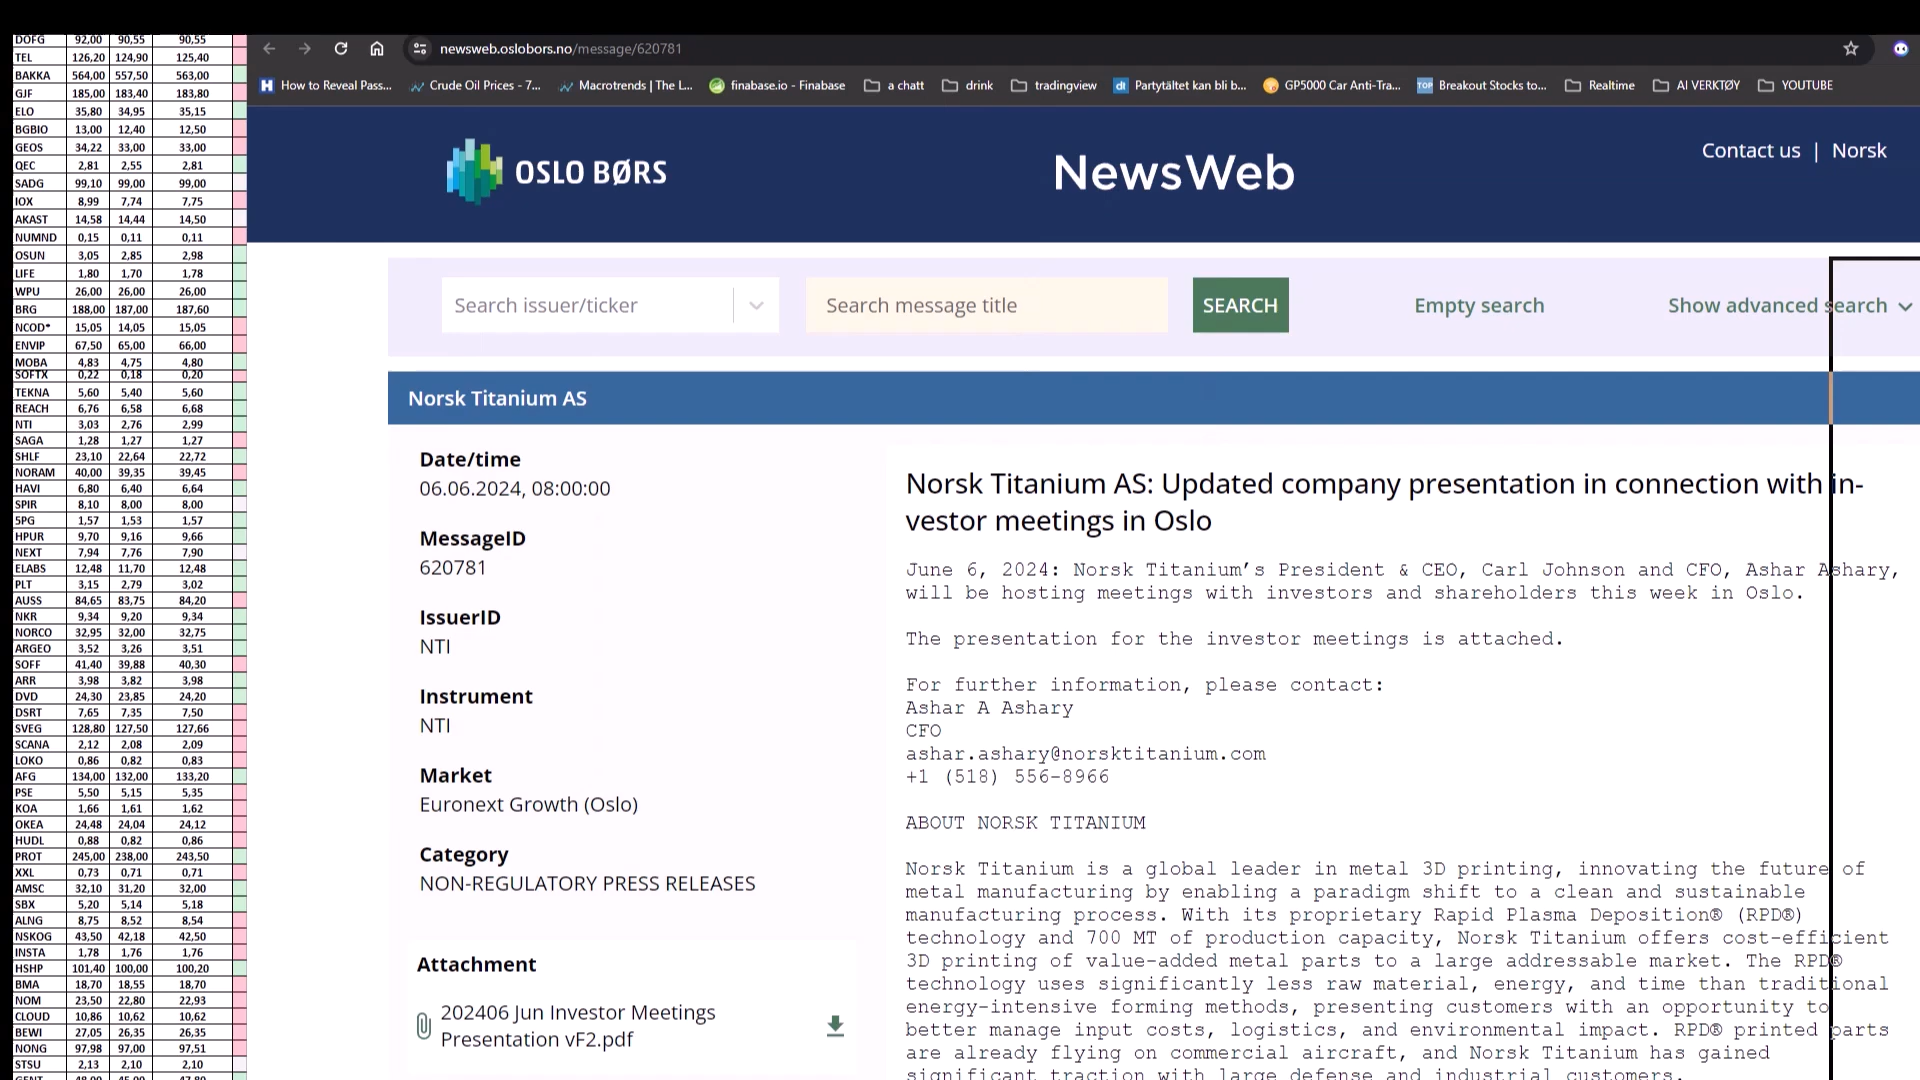 DOFG 92,00 90,55 90,55
TEL 126,20 124,90 125,40
BAKKA 564,00 557,50 563,00
GJF 185,00 183,40 183,80
ELO 35,80 34,95 35,15
BGBIO 13,00 12,40 12,50
GEOS 34,22 33,00 33,00
QEC 2,81 2,55 2,81
SADG 99,10 99,00 99,00
IOX 8,99 7,74 7,75
AKAST 14,58 14,44 14,50
NUMND 0,15 0,11 0,11
OSUN 3,05 2,85 2,98
LIFE 1,80 1,70 1,78
WPU 26,00 26,00 26,00
BRG 188,00 187,00 187,60
NCOD* 15,05 14,05 15,05
ENVIP 67,50 65,00 66,00
MOBA 4,83 4,75 4,80
SOFTX 0,22 0,18 0,20
TEKNA 5,60 5,40 5,60
REACH 6,76 6,58 6,68
NTI 3,03 2,76 2,99
SAGA 1,28 1,27 1,27
SHLF 23,10 22,64 22,72
NORAM 40,00 39,35 39,45
HAVI 6,80 6,40 6,64
SPIR 8,10 8,00 8,00
5PG 1,57 1,53 1,57
HPUR 9,70 9,16 9,66
NEXT 7,94 7,76 7,90
ELABS 12,48 11,70 12,48
PLT 3,15 2,79 3,02
AUSS 84,65 83,75 84,20
NKR 9,34 9,20 9,34
NORCO 32,95 32,00 32,75
ARGEO 3,52 3,26 3,51
SOFF 41,40 39,88 40,30
ARR 3,98 3,82 3,98
DVD 24,30 23,85 24,20
DSRT 7,65 7,35 7,50
SVEG 128,80 127,50 127,66
SCANA 2,12 2,08 2,09
LOKO 0,86 0,82 0,83
AFG 134,00 132,00 133,20
PSE 5,50 5,15 5,35
KOA 1,66 1,61 1,62
OKEA 24,48 24,04 24,12
HUDL 0,88 0,82 0,86
PROT 245,00 238,00 243,50
XXL 0,73 0,71 0,71
AMSC 32,10 31,20 32,00
SBX 5,20 5,14 5,18
ALNG 8,75 8,52 8,54
NSKOG 43,50 42,18 42,50
INSTA 1,78 1,76 1,76
HSHP 101,40 100,00 100,20
BMA 18,70 18,55 18,70
NOM 23,50 22,80 22,93
CLOUD 10,86 10,62 10,62
BEWI 27,05 26,35 26,35
NONG 97,98 97,00 97,51
STSU 2,13 2,10 2,10
newsweb.oslobors.no/message/620781
How to Reveal Pass... Crude Oil Prices - 7... Macrotrends | The L... finabase.io - Finabase a chatt drink tradingview Partytältet kan bli b... GP5000 Car Anti-Tra... TOP Breakout Stocks to... Realtime AI VERKTØY YOUTUBE
OSLO BØRS
NewsWeb
Contact us | Norsk
Search issuer/ticker
Search message title
SEARCH
Empty search
Show advanced search
Norsk Titanium AS
Date/time
06.06.2024, 08:00:00
MessageID
620781
IssuerID
NTI
Instrument
NTI
Market
Euronext Growth (Oslo)
Category
NON-REGULATORY PRESS RELEASES
Attachment
202406 Jun Investor Meetings
Presentation vF2.pdf
Norsk Titanium AS: Updated company presentation in connection with in-
vestor meetings in Oslo
June 6, 2024: Norsk Titanium’s President & CEO, Carl Johnson and CFO, Ashar Ashary,
will be hosting meetings with investors and shareholders this week in Oslo.
The presentation for the investor meetings is attached.
For further information, please contact:
Ashar A Ashary
CFO
ashar.ashary@norsktitanium.com
+1 (518) 556-8966
ABOUT NORSK TITANIUM
Norsk Titanium is a global leader in metal 3D printing, innovating the future of
metal manufacturing by enabling a paradigm shift to a clean and sustainable
manufacturing process. With its proprietary Rapid Plasma Deposition® (RPD®)
technology and 700 MT of production capacity, Norsk Titanium offers cost-efficient
3D printing of value-added metal parts to a large addressable market. The RPD®
technology uses significantly less raw material, energy, and time than traditional
energy-intensive forming methods, presenting customers with an opportunity to
better manage input costs, logistics, and environmental impact. RPD® printed parts
are already flying on commercial aircraft, and Norsk Titanium has gained
significant traction with large defense and industrial customers.